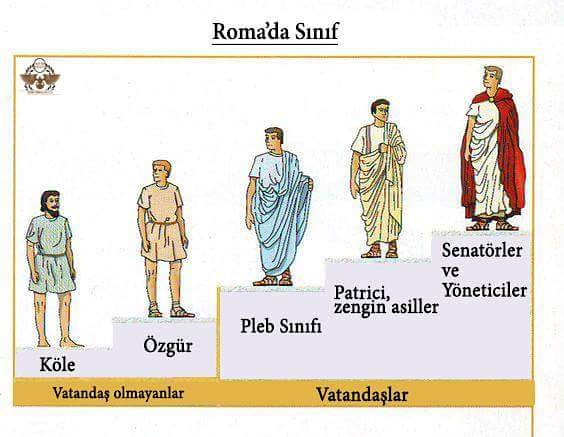 Roma’da Sınıf
Köle
Özgür
Pleb Sınıfı
Patrici,
zengin asiller
Senatörler
ve
Yöneticiler
Vatandaş olmayanlar
Vatandaşlar